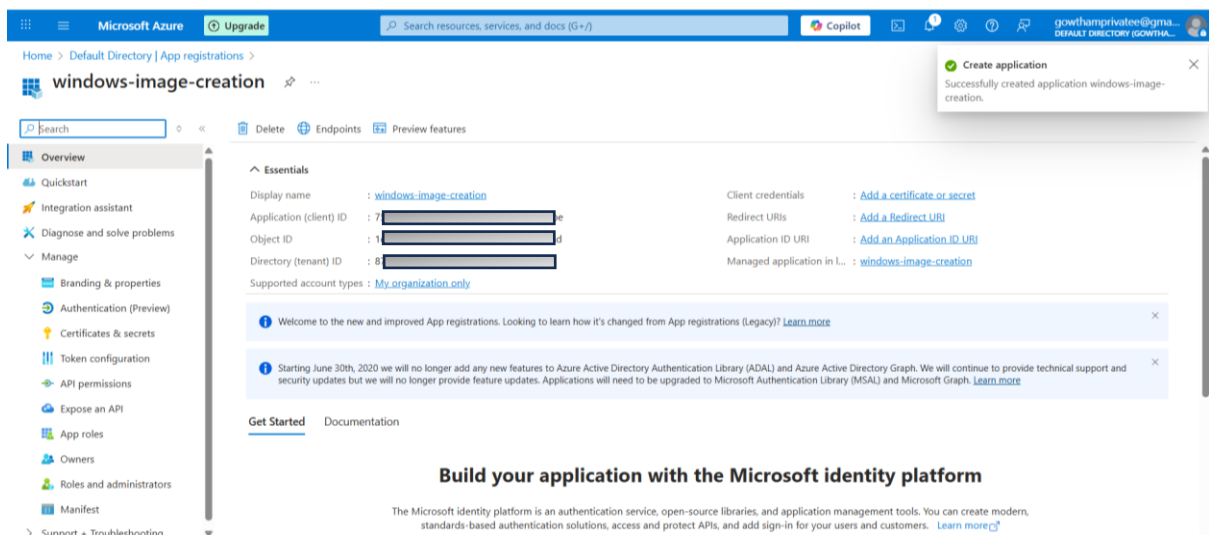 Microsoft Azure
Upgrade
Search resources, services, and docs (G+/)
Copilot
gowthamprivatee@gma...
DEFAULT DIRECTORY (GOWTHA...
Home > Default Directory | App registrations >
windows-image-creation
Create application
Successfully created application windows-image-
creation.
Search
Delete
Endpoints
Preview features
Overview
Quickstart
Integration assistant
Diagnose and solve problems
Manage
Branding & properties
Authentication (Preview)
Certificates & secrets
Token configuration
API permissions
Expose an API
App roles
Owners
Roles and administrators
Manifest
Support + Troubleshooting
Essentials
Display name : windows-image-creation
Application (client) ID : 7
Object ID : 1 d
Directory (tenant) ID : 8
Supported account types : My organization only
Client credentials : Add a certificate or secret
Redirect URIs : Add a Redirect URI
Application ID URI : Add an Application ID URI
Managed application in l... : windows-image-creation
Welcome to the new and improved App registrations. Looking to learn how it's changed from App registrations (Legacy)? Learn more
Starting June 30th, 2020 we will no longer add any new features to Azure Active Directory Authentication Library (ADAL) and Azure Active Directory Graph. We will continue to provide technical support and
security updates but we will no longer provide feature updates. Applications will need to be upgraded to Microsoft Authentication Library (MSAL) and Microsoft Graph. Learn more
Get Started
Documentation
Build your application with the Microsoft identity platform
The Microsoft identity platform is an authentication service, open-source libraries, and application management tools. You can create modern,
standards-based authentication solutions, access and protect APIs, and add sign-in for your users and customers. Learn more